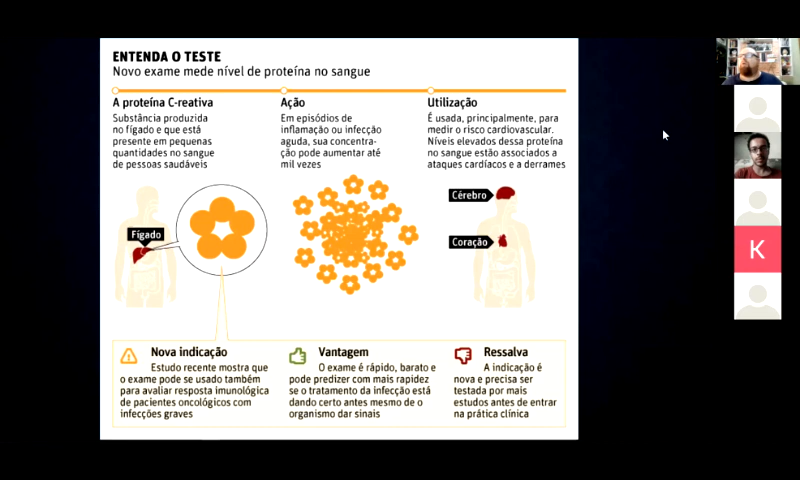 ENTENDA O TESTE
Novo exame mede nível de proteína no sangue
A proteína C-reativa
Substância produzida
no fígado e que está
presente em pequenas
quantidades no sangue
de pessoas saudáveis
Ação
Em episódios de
inflamação ou infecção
aguda, sua concentra-
ção pode aumentar até
mil vezes
Utilização
É usada, principalmente, para
medir o risco cardiovascular.
Níveis elevados dessa proteína
no sangue estão associados a
ataques cardíacos e a derrames
Fígado
Cérebro
Coração
Nova indicação
Estudo recente mostra que
o exame pode se usado também
para avaliar resposta imunológica
de pacientes oncológicos com
infecções graves
Vantagem
O exame é rápido, barato e
pode predizer com mais rapidez
se o tratamento da infecção está
dando certo antes mesmo de o
organismo dar sinais
Ressalva
A indicação é
nova e precisa ser
testada por mais
estudos antes de entrar
na prática clínica
K